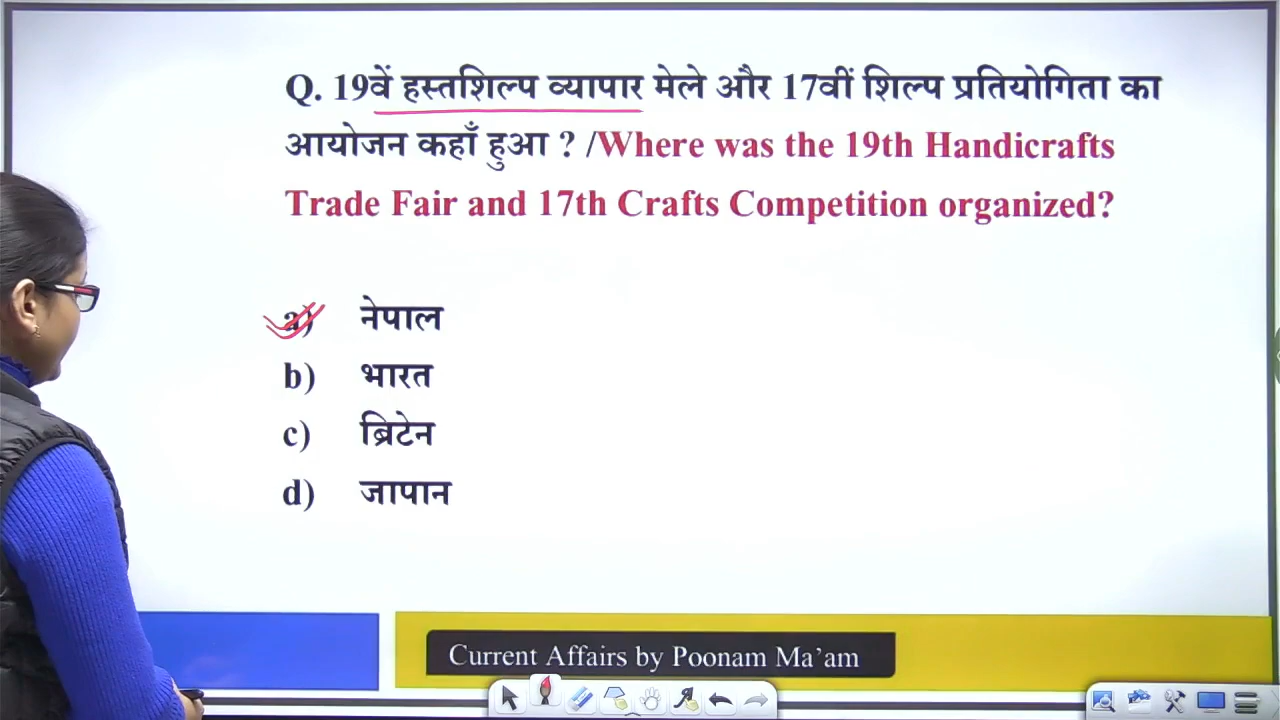 Q. 19वें हस्तशिल्प व्यापार मेले और 17वीं शिल्प प्रतियोगिता का
आयोजन कहाँ हुआ ? /Where was the 19th Handicrafts
Trade Fair and 17th Crafts Competition organized?
a) नेपाल
b) भारत
c) ब्रिटेन
d) जापान
Current Affairs by Poonam Ma’am